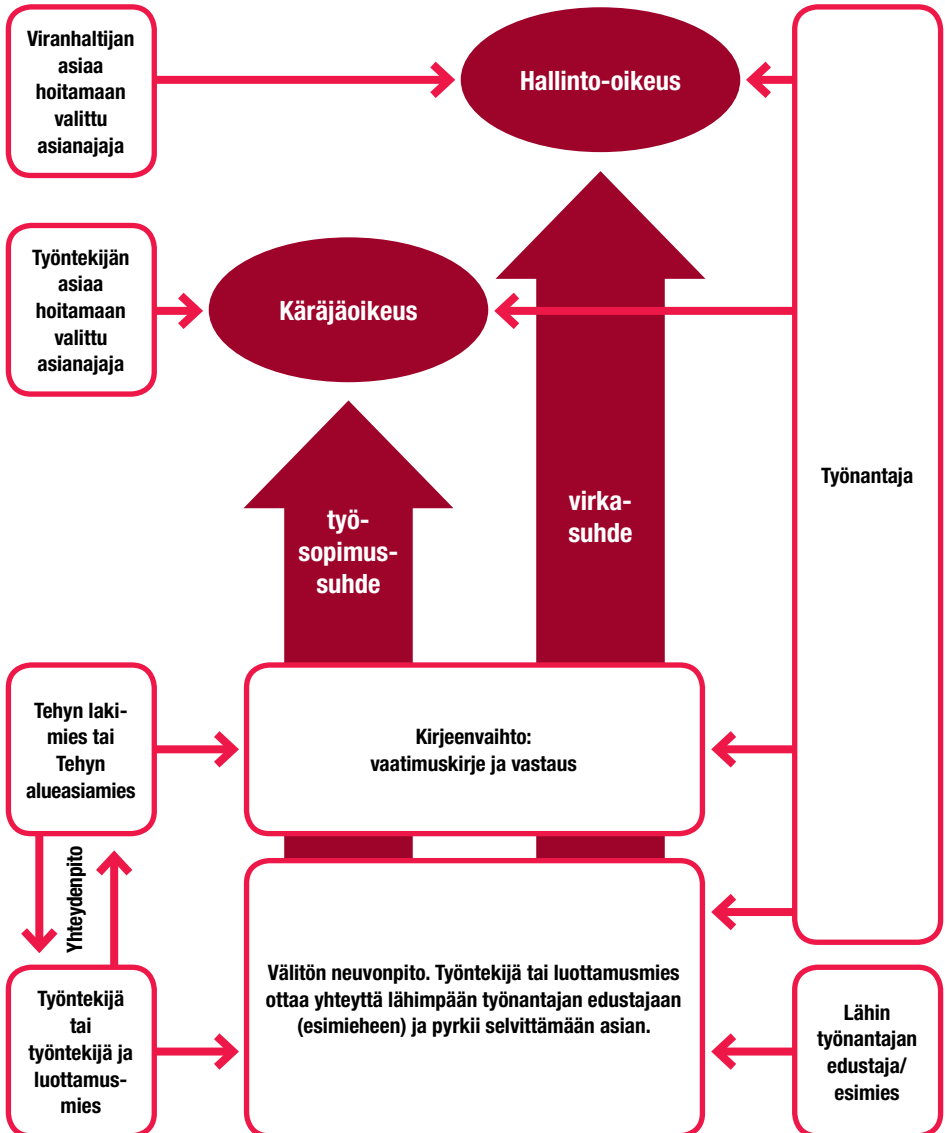 Viranhaltijan
asiaa
hoitamaan
valittu
asianajaja
Hallinto-oikeus
Työntekijän
asiaa
hoitamaan
valittu
asianajaja
Käräjäoikeus
Työnantaja
työ-
sopimus-
suhde
virka-
suhde
Tehyn laki-
mies tai
Tehyn
alueasiamies
Kirjeenvaihto:
vaatimuskirje ja vastaus
Yhteydenpito
Työntekijä
tai
työntekijä ja
luottamus-
mies
Välitön neuvonpito. Työntekijä tai luottamusmies
ottaa yhteyttä lähimpään työnantajan edustajaan
(esimieheen) ja pyrkii selvittämään asian.
Lähin
työnantajan
edustaja/
esimies